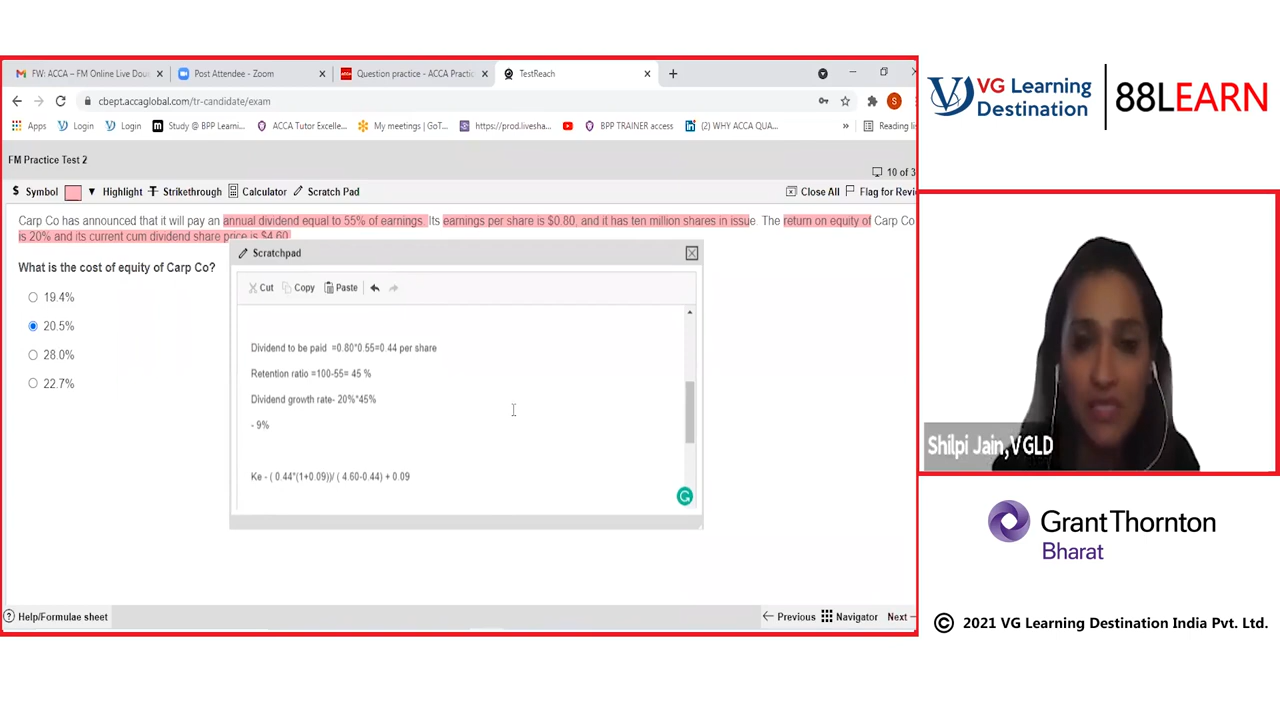 FW: ACCA – FM Online Live Dou
Post Attendee - Zoom
Question practice - ACCA Practic
TestReach
cbept.accaglobal.com/tr-candidate/exam
Apps
Login
Login
Study @ BPP Learni...
ACCA Tutor Excelle...
My meetings | GoT...
https://prod.livesha...
BPP TRAINER access
(2) WHY ACCA QUA...
»
Reading lis
FM Practice Test 2
10 of 3
$ Symbol
Highlight
T Strikethrough
Calculator
Scratch Pad
Close All
Flag for Revie
Carp Co has announced that it will pay an annual dividend equal to 55% of earnings. Its earnings per share is $0.80, and it has ten million shares in issue. The return on equity of Carp Co
is 20% and its current cum dividend share price is $4.60.
What is the cost of equity of Carp Co?
19.4%
20.5%
28.0%
22.7%
Scratchpad
Cut Copy Paste
Dividend to be paid =0.80*0.55=0.44 per share
Retention ratio =100-55= 45 %
Dividend growth rate- 20%*45%
- 9%
Ke - ( 0.44*(1+0.09))/ ( 4.60-0.44) + 0.09
? Help/Formulae sheet
Previous
Navigator
Next
VG Learning
Destination
88LEARN
Shilpi Jain,VGLD
GrantThornton
Bharat
© 2021 VG Learning Destination India Pvt. Ltd.